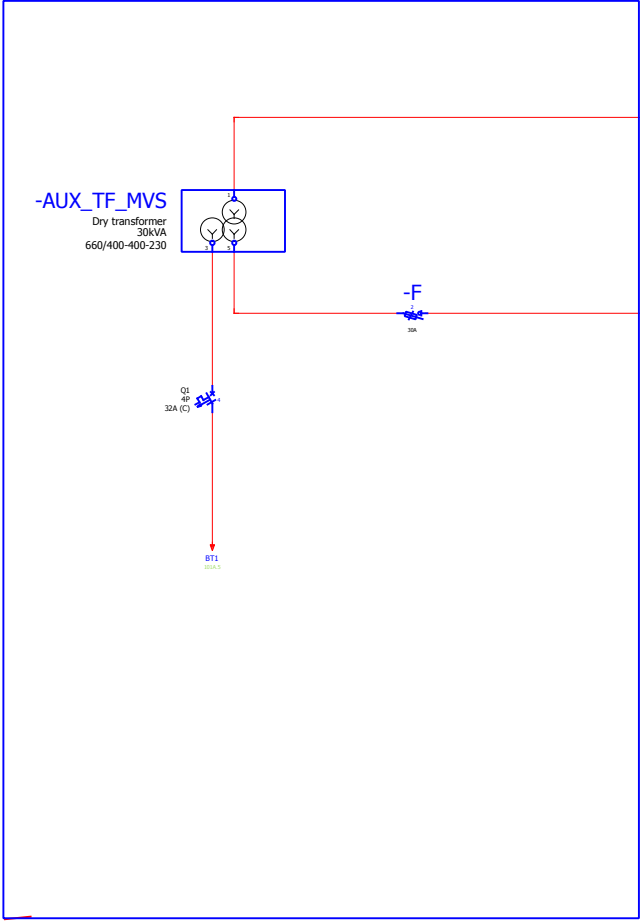 -AUX_TF_MVS
Dry transformer
30kVA
660/400-400-230
1
3
5
-F
2
30A
Q1
4P
32A (C)
4
BT1